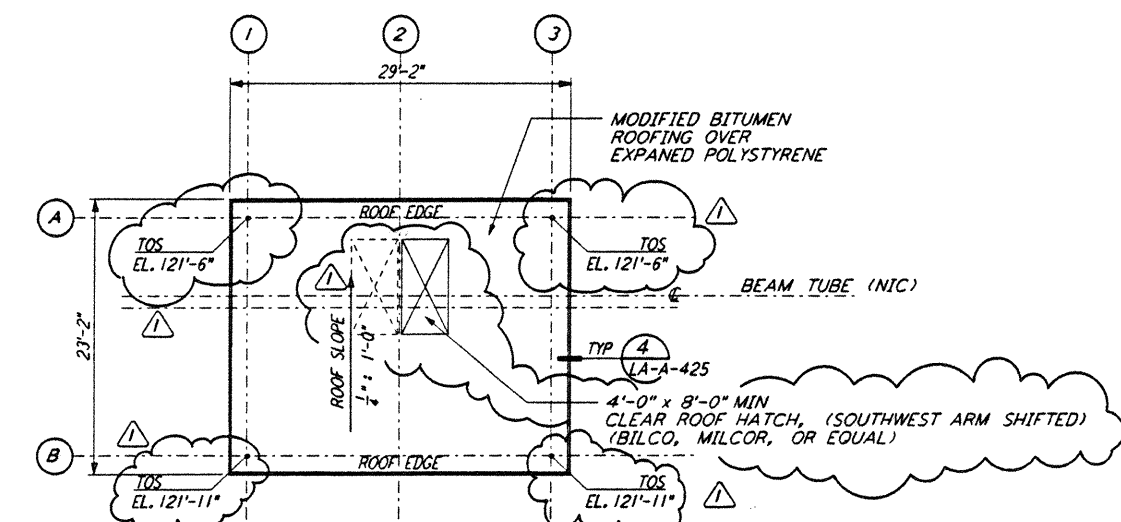 1
2
3
29'-2"
MODIFIED BITUMEN
ROOFING OVER
EXPANED POLYSTYRENE
A
ROOF EDGE
1
TOS
EL. 121'-6"
TOS
EL. 121'-6"
1
BEAM TUBE (NIC)
1
23'-2"
ROOF SLOPE
1/4" : 1'-0"
TYP
4
LA-A-425
4'-0" x 8'-0" MIN
CLEAR ROOF HATCH, (SOUTHWEST ARM SHIFTED)
(BILCO, MILCOR, OR EQUAL)
1
B
ROOF EDGE
TOS
EL. 121'-11"
TOS
EL. 121'-11"
1